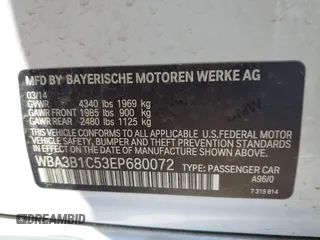 MFD BY BAYERISCHE MOTOREN WERKE AG
03/14
GVWR 4340 lbs 1969 kg
GAWR FRONT 1985 lbs 900 kg
GAWR REAR 2480 lbs 1125 kg
THIS VEHICLE CONFORMS TO ALL APPLICABLE U.S. FEDERAL MOTOR
VEHICLE SAFETY, BUMPER AND THEFT PREVENTION STANDARDS IN
EFFECT ON THE DATE OF MANUFACTURE SHOWN ABOVE.
WBA3B1C53EP680072 TYPE: PASSENGER CAR
A96/0
7 315 814